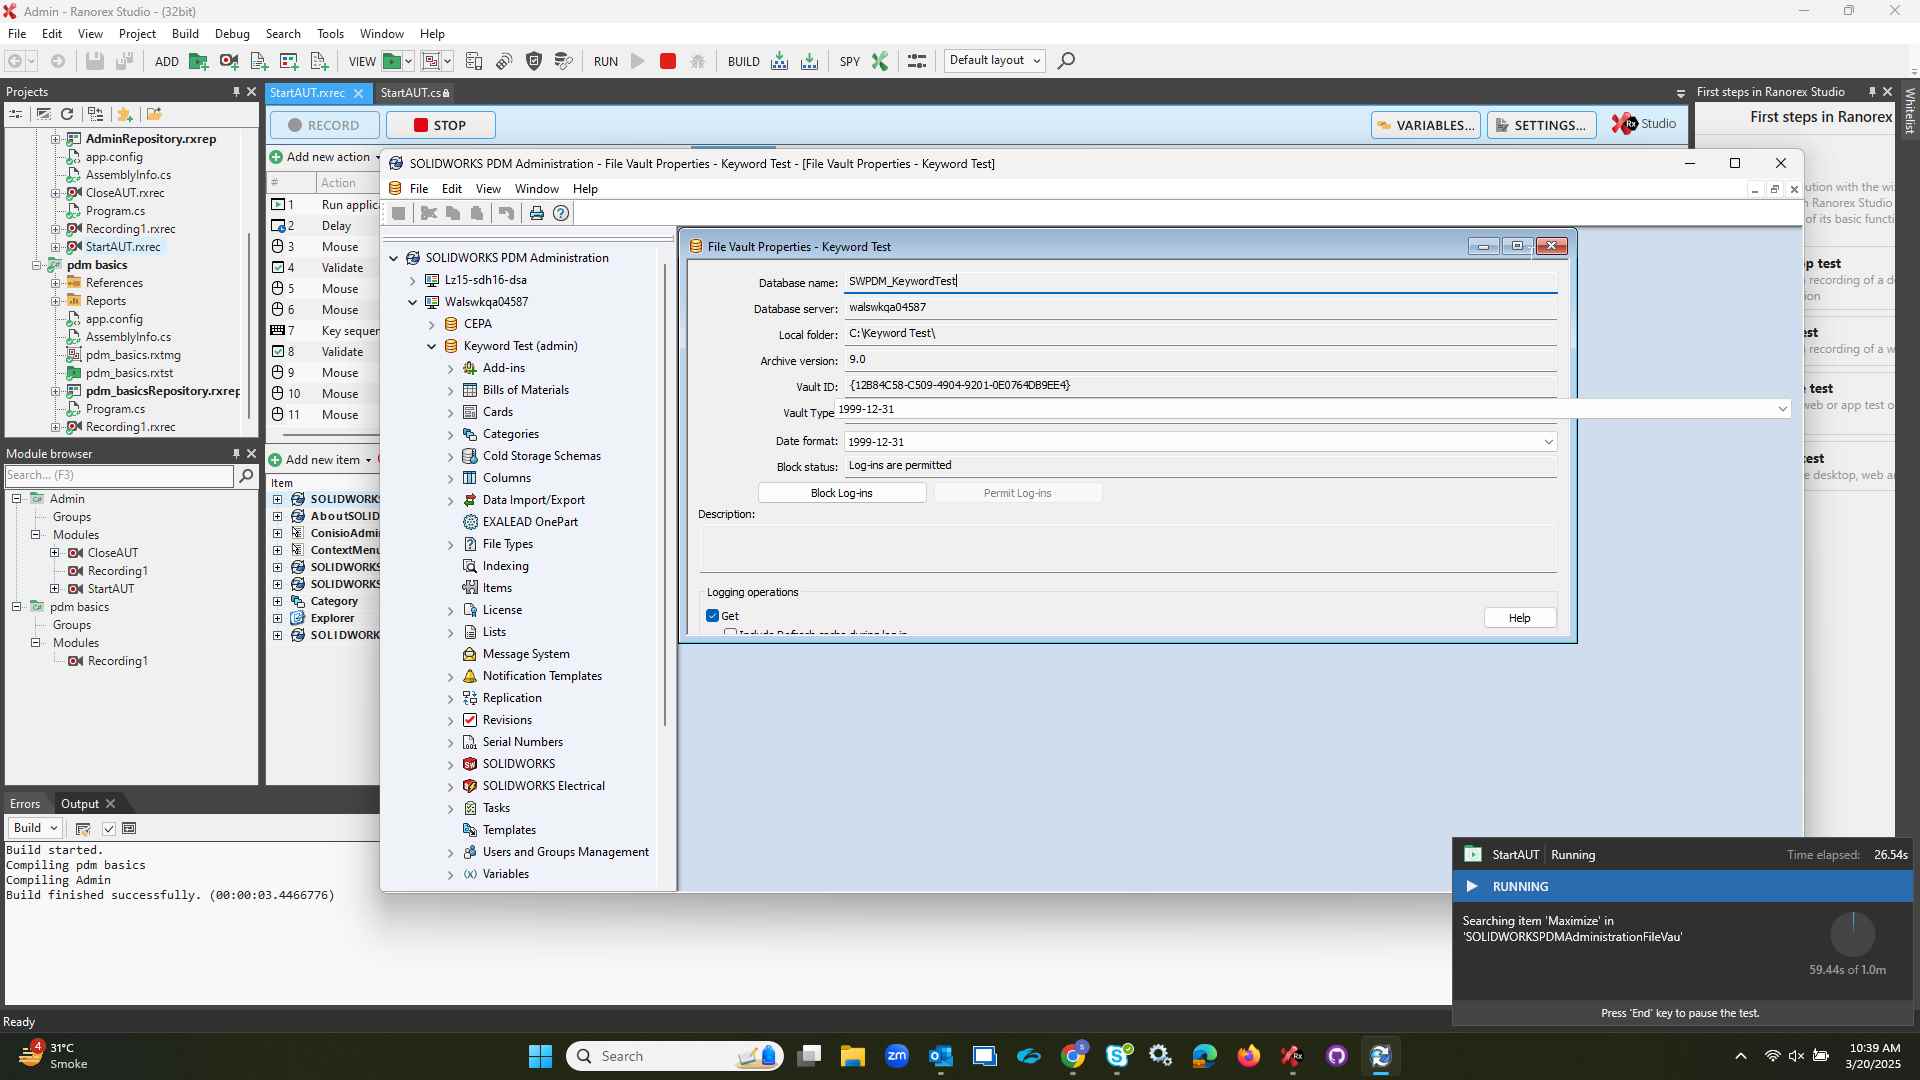 Admin - Ranorex Studio - (32bit)
File Edit View Project Build Debug Search Tools Window Help
ADD VIEW RUN BUILD SPY Default layout
Projects
StartAUT.rxrec
StartAUT.cs
First steps in Ranorex Studio
Whitelist
RECORD
STOP
VARIABLES...
SETTINGS...
Rx Studio
First steps in Ranorex
AdminRepository.rxrep
app.config
AssemblyInfo.cs
CloseAUT.rxrec
Program.cs
Recording1.rxrec
StartAUT.rxrec
pdm basics
References
Reports
app.config
AssemblyInfo.cs
pdm_basics.rxtmg
pdm_basics.rxtst
pdm_basicsRepository.rxrep
Program.cs
Recording1.rxrec
Add new action
# Action
1 Run applic
2 Delay
3 Mouse
4 Validate
5 Mouse
6 Mouse
7 Key sequen
8 Validate
9 Mouse
10 Mouse
11 Mouse
Add new item
Item
SOLIDWORKS
AboutSOLID
ConisioAdmi
ContextMenu
SOLIDWORKS
SOLIDWORKS
Category
Explorer
SOLIDWORKS
Module browser
Search... (F3)
Admin
Groups
Modules
CloseAUT
Recording1
StartAUT
pdm basics
Groups
Modules
Recording1
Errors
Output
Build
Build started.
Compiling pdm basics
Compiling Admin
Build finished successfully. (00:00:03.4466776)
Ready
SOLIDWORKS PDM Administration - File Vault Properties - Keyword Test - [File Vault Properties - Keyword Test]
File Edit View Window Help
SOLIDWORKS PDM Administration
Lz15-sdh16-dsa
Walswkqa04587
CEPA
Keyword Test (admin)
Add-ins
Bills of Materials
Cards
Categories
Cold Storage Schemas
Columns
Data Import/Export
EXALEAD OnePart
File Types
Indexing
Items
License
Lists
Message System
Notification Templates
Replication
Revisions
Serial Numbers
SOLIDWORKS
SOLIDWORKS Electrical
Tasks
Templates
Users and Groups Management
Variables
File Vault Properties - Keyword Test
Database name: SWPDM_KeywordTest
Database server: walswkqa04587
Local folder: C:\Keyword Test\
Archive version: 9.0
Vault ID: {12B84C58-C509-4904-9201-0E0764DB9EE4}
Vault Type 1999-12-31
Date format: 1999-12-31
Block status: Log-ins are permitted
Block Log-ins
Permit Log-ins
Description:
Logging operations
Get
Help
Include Refresh cache during log in
ution with the wi
n Ranorex Studio
of its basic functi
p test
recording of a d
ion
est
recording of a w
e test
web or app test o
test
e desktop, web a
StartAUT Running
Time elapsed: 26.54s
RUNNING
Searching item 'Maximize' in
'SOLIDWORKSPDMAdministrationFileVau'
59.44s of 1.0m
Press 'End' key to pause the test.
4
31°C
Smoke
Search
zm
S
10:39 AM
3/20/2025